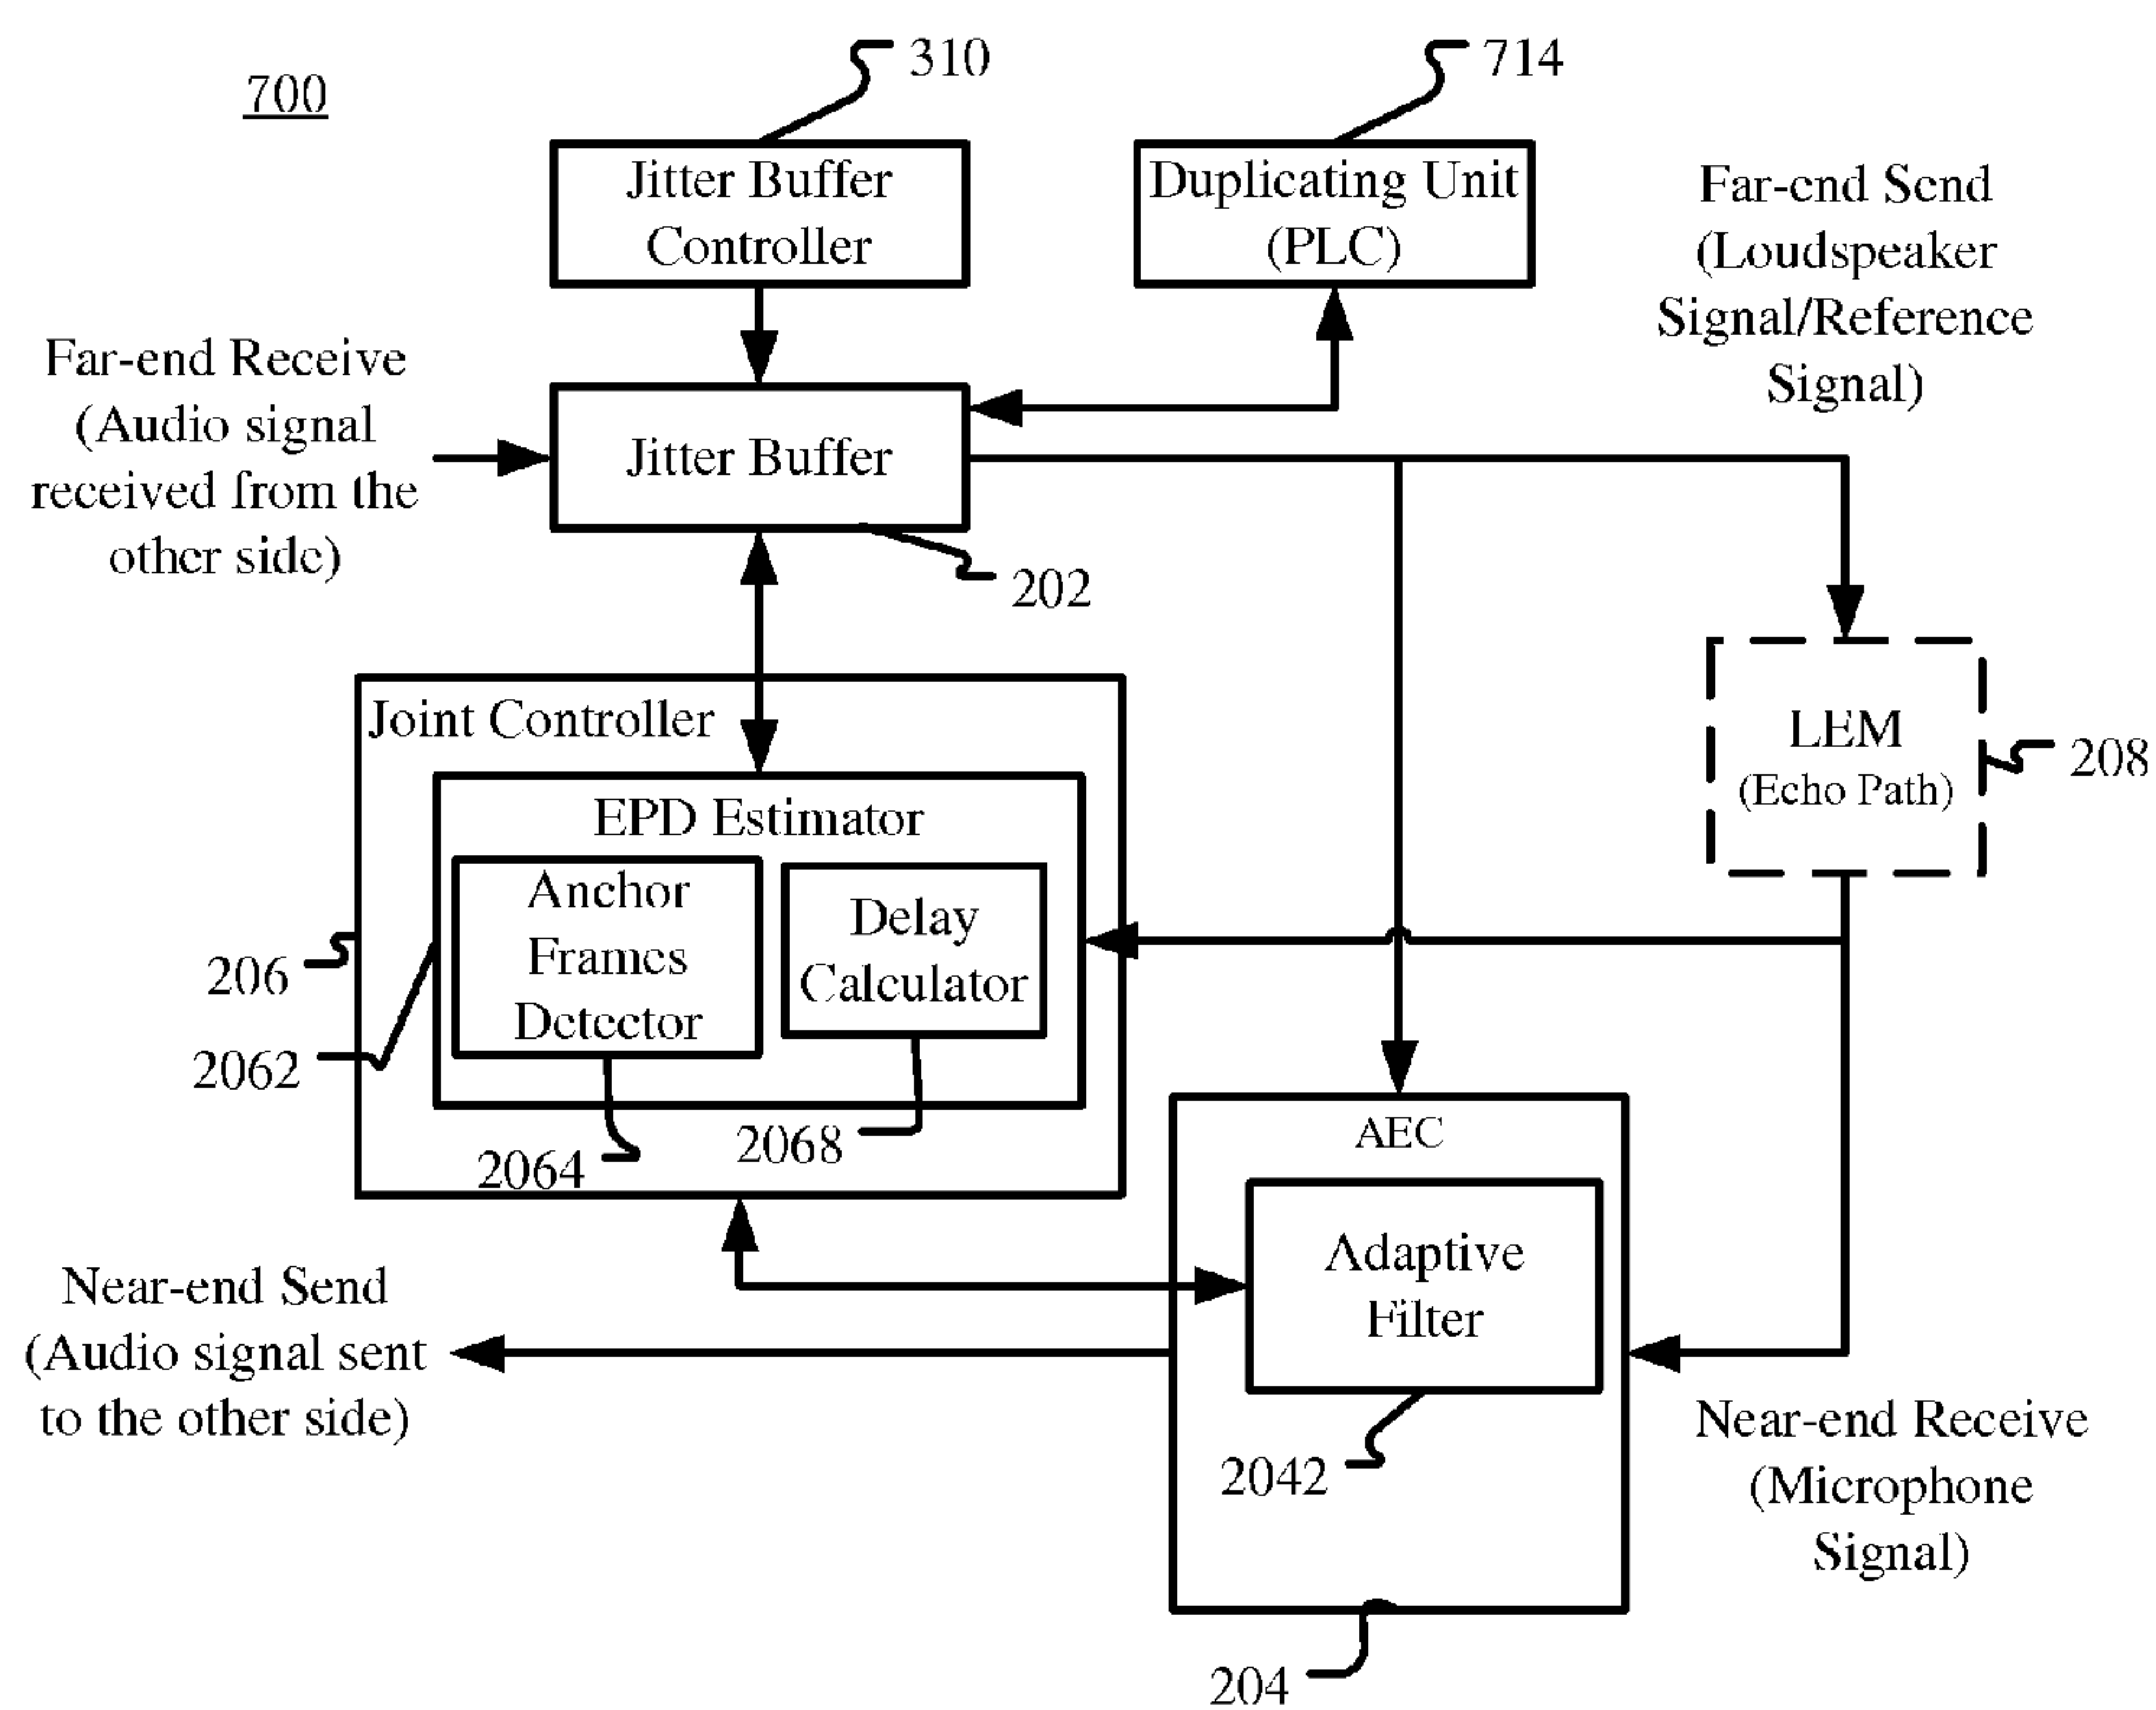 700
310
714
Jitter Buffer
Controller
Duplicating Unit
(PLC)
Far-end Send
(Loudspeaker
Signal/Reference
Signal)
Far-end Receive
(Audio signal
received from the
other side)
Jitter Buffer
202
Joint Controller
EPD Estimator
Anchor
Frames
Detector
Delay
Calculator
LEM
(Echo Path)
208
206
2062
2064
2068
AEC
Adaptive
Filter
2042
Near-end Send
(Audio signal sent
to the other side)
Near-end Receive
(Microphone
Signal)
204